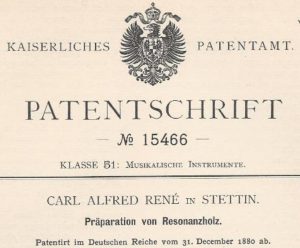 KAISERLICHES PATENTAMT.
PATENTSCHRIFT
— № 15466 —
KLASSE 51: MUSIKALISCHE INSTRUMENTE.
CARL ALFRED RENÉ IN STETTIN.
Präparation von Resonanzholz.
Patentirt im Deutschen Reiche vom 31. December 1880 ab.